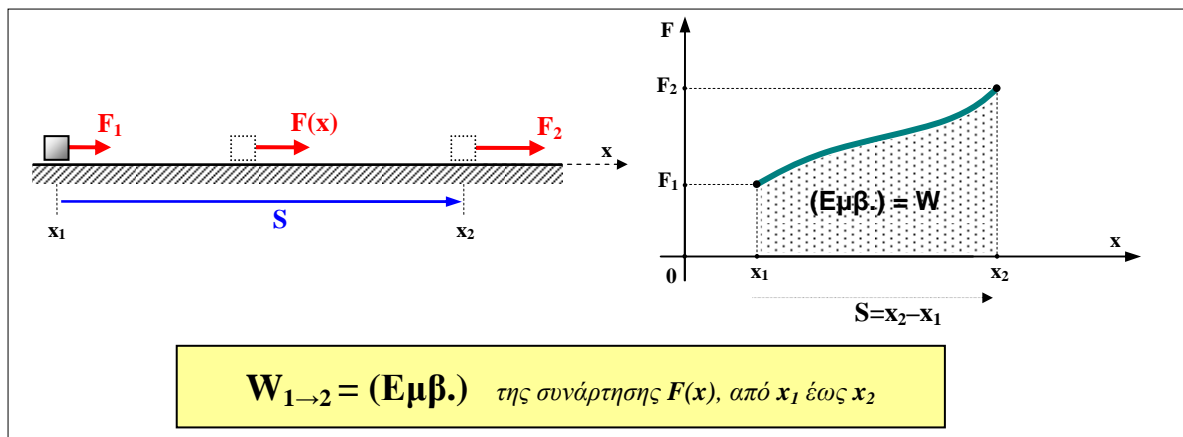 F₁
F(x)
F₂
x
S
x₁
x₂
F
F₂
F₁
(Εμβ.) = W
x
0
x₁
x₂
S=x₂–x₁
W₁→₂ = (Εμβ.) της συνάρτησης F(x), από x₁ έως x₂